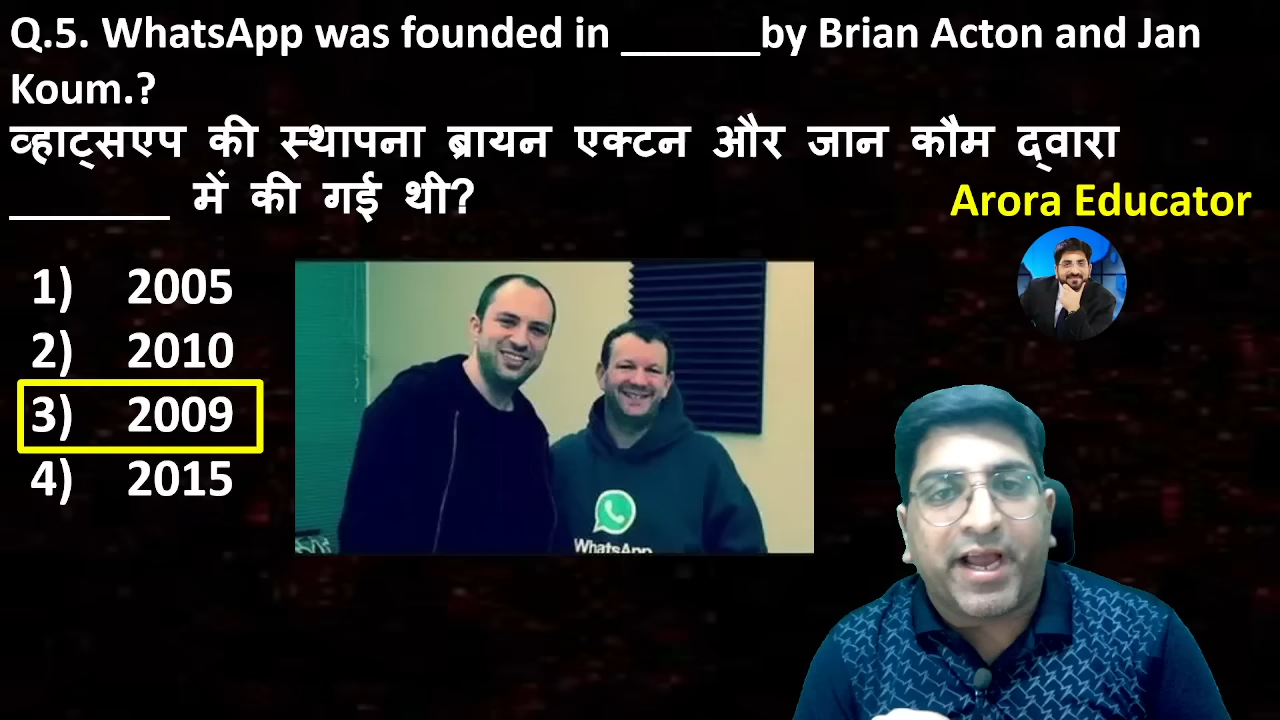 Q.5. WhatsApp was founded in ______by Brian Acton and Jan
Koum.?
व्हाट्सएप की स्थापना ब्रायन एक्टन और जान कौम द्वारा
_______ में की गई थी?
Arora Educator
1) 2005
2) 2010
3) 2009
4) 2015
WhatsApp